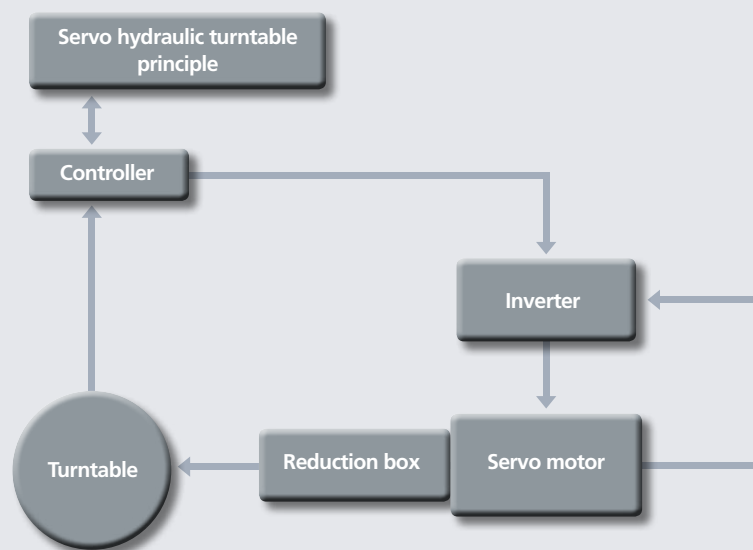 Servo hydraulic turntable
principle
Controller
Inverter
Turntable
Reduction box
Servo motor